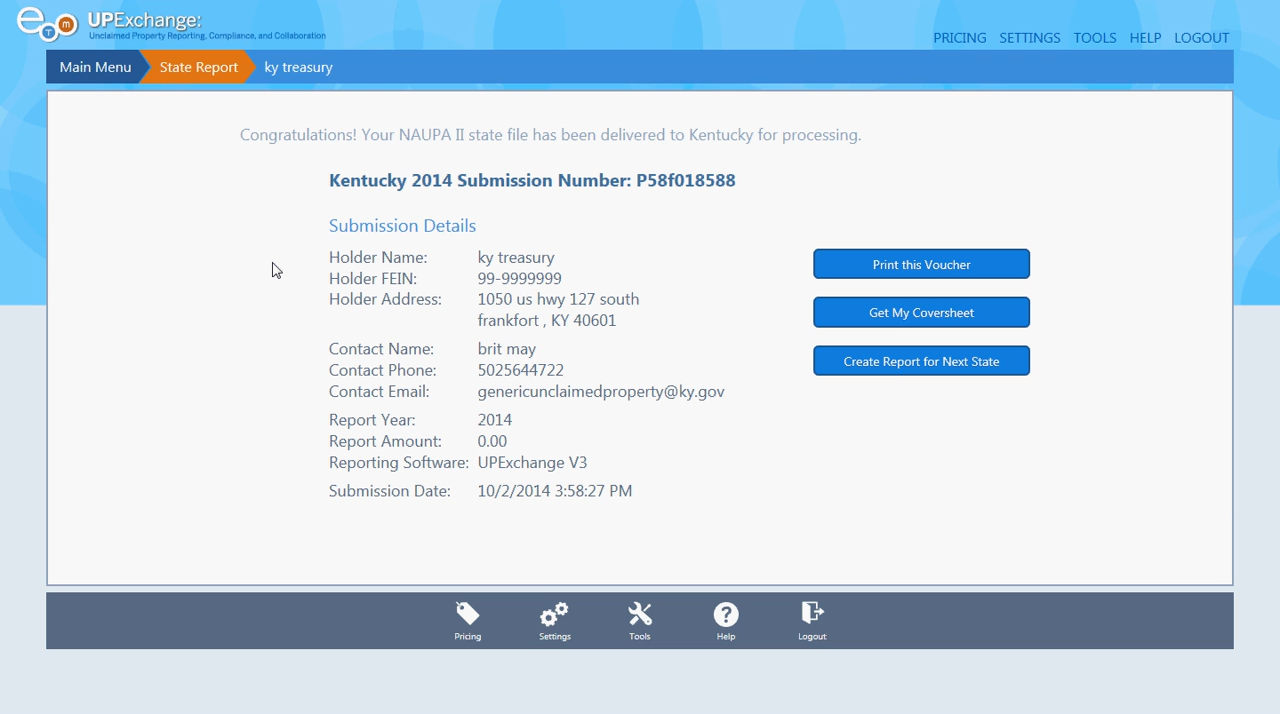 UPExchange:
Unclaimed Property Reporting, Compliance, and Collaboration
PRICING SETTINGS TOOLS HELP LOGOUT
Main Menu State Report ky treasury
Congratulations! Your NAUPA II state file has been delivered to Kentucky for processing.
Kentucky 2014 Submission Number: P58f018588
Submission Details
Holder Name: ky treasury
Holder FEIN: 99-9999999
Holder Address: 1050 us hwy 127 south
frankfort , KY 40601
Contact Name: brit may
Contact Phone: 5025644722
Contact Email: genericunclaimedproperty@ky.gov
Report Year: 2014
Report Amount: 0.00
Reporting Software: UPExchange V3
Submission Date: 10/2/2014 3:58:27 PM
Print this Voucher
Get My Coversheet
Create Report for Next State
Pricing Settings Tools Help Logout